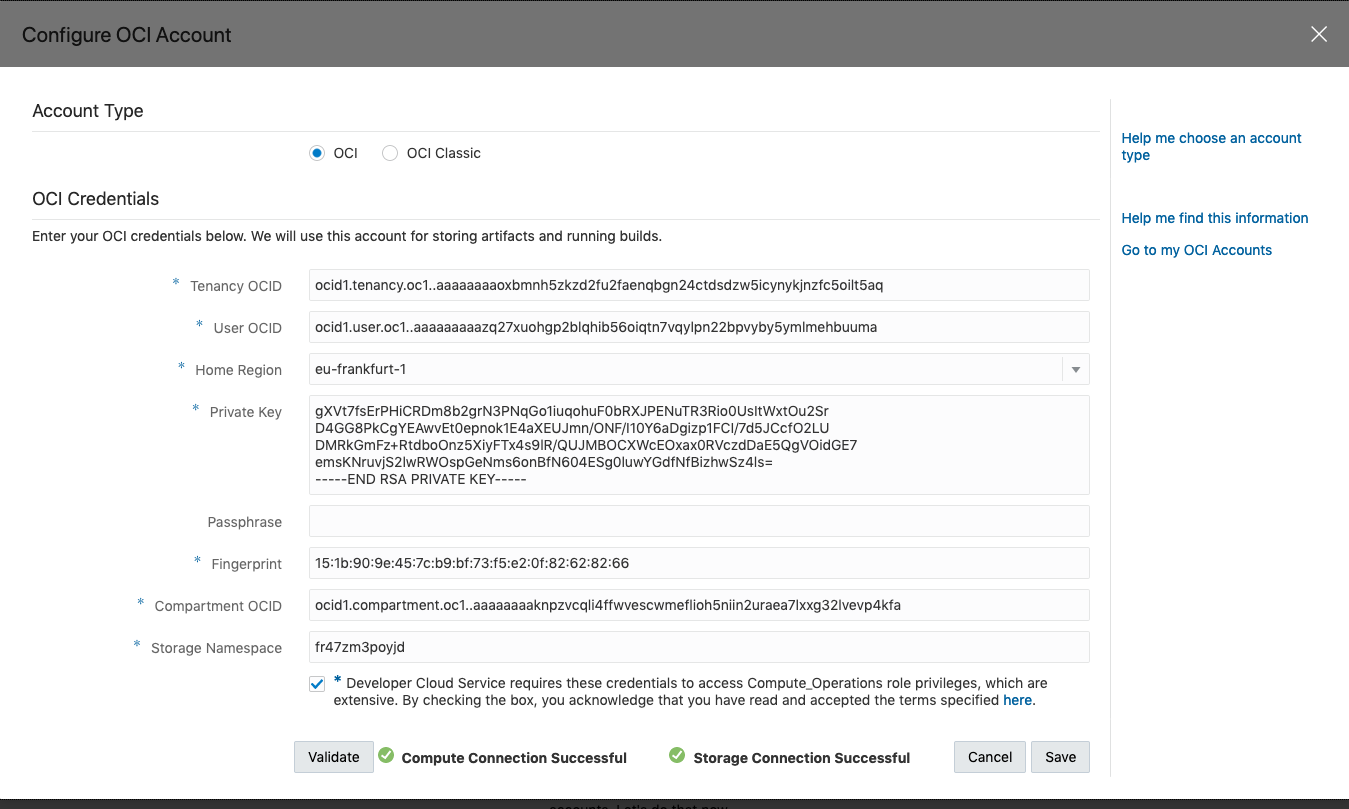 Configure OCI Account
Account Type
OCI
OCI Classic
Help me choose an account
type
OCI Credentials
Enter your OCI credentials below. We will use this account for storing artifacts and running builds.
Help me find this information
Go to my OCI Accounts
* Tenancy OCID
ocid1.tenancy.oc1..aaaaaaaaoxbmnh5zkzd2fu2faenqbgn24ctdsdzw5icynykjnzfc5oilt5aq
* User OCID
ocid1.user.oc1..aaaaaaaaazq27xuohgp2blqhib56oiqtn7vqylpn22bpvyby5ymlmehbuuma
* Home Region
eu-frankfurt-1
* Private Key
gXVt7fsErPHiCRDm8b2grN3PNqGo1iuqohuF0bRXJPENuTR3Rio0UsItWxtOu2Sr
D4GG8PkCgYEAwvEt0epnok1E4aXEUJmn/ONF/I10Y6aDgizp1FCl/7d5JCcfO2LU
DMRkGmFz+RtdboOnz5XiyFTx4s9lR/QUJMBOCXWcEOxax0RVczdDaE5QgVOidGE7
emsKNruvjS2lwRWOspGeNms6onBfN604ESg0luwYGdfNfBizhwSz4ls=
-----END RSA PRIVATE KEY-----
Passphrase
* Fingerprint
15:1b:90:9e:45:7c:b9:bf:73:f5:e2:0f:82:62:82:66
* Compartment OCID
ocid1.compartment.oc1..aaaaaaaaknpzvcqli4ffwvescwmeflioh5niin2uraea7lxxg32lvevp4kfa
* Storage Namespace
fr47zm3poyjd
* Developer Cloud Service requires these credentials to access Compute_Operations role privileges, which are
extensive. By checking the box, you acknowledge that you have read and accepted the terms specified here.
Validate
Compute Connection Successful
Storage Connection Successful
Cancel
Save